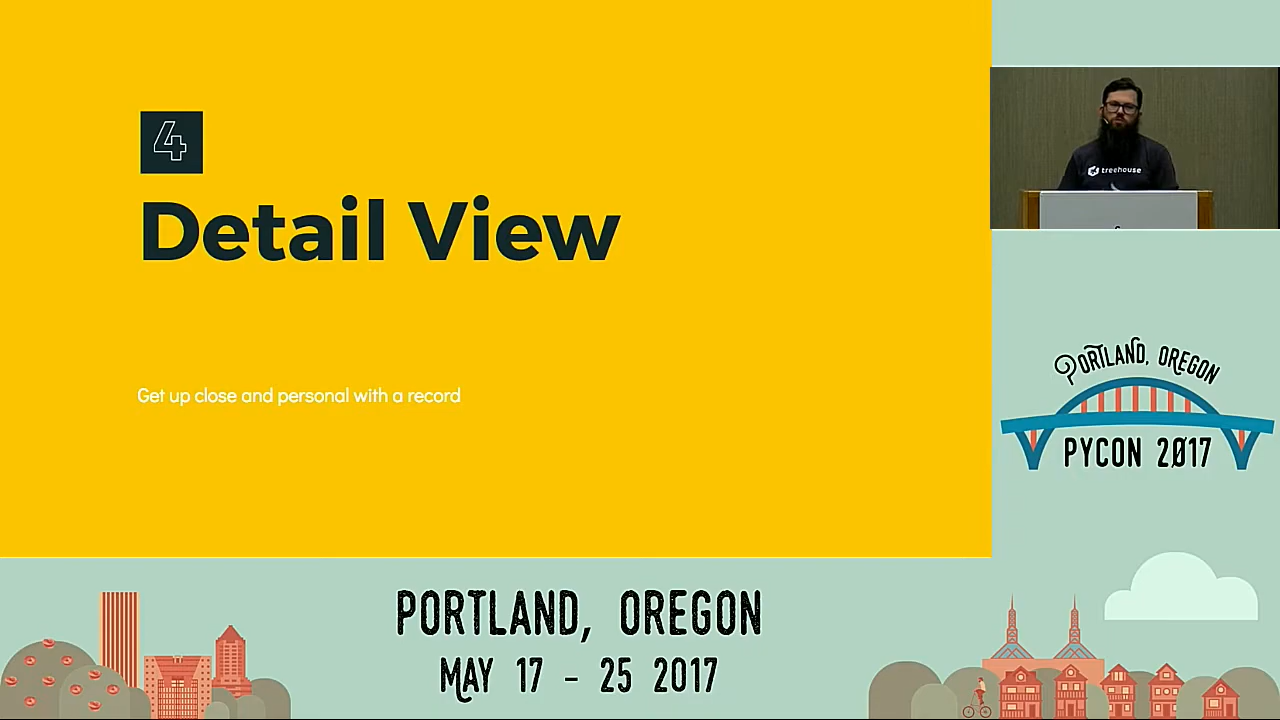 4
Detail View
Get up close and personal with a record
treehouse
PORTLAND, OREGON
PYCON 2017
PORTLAND, OREGON
MAY 17 - 25 2017